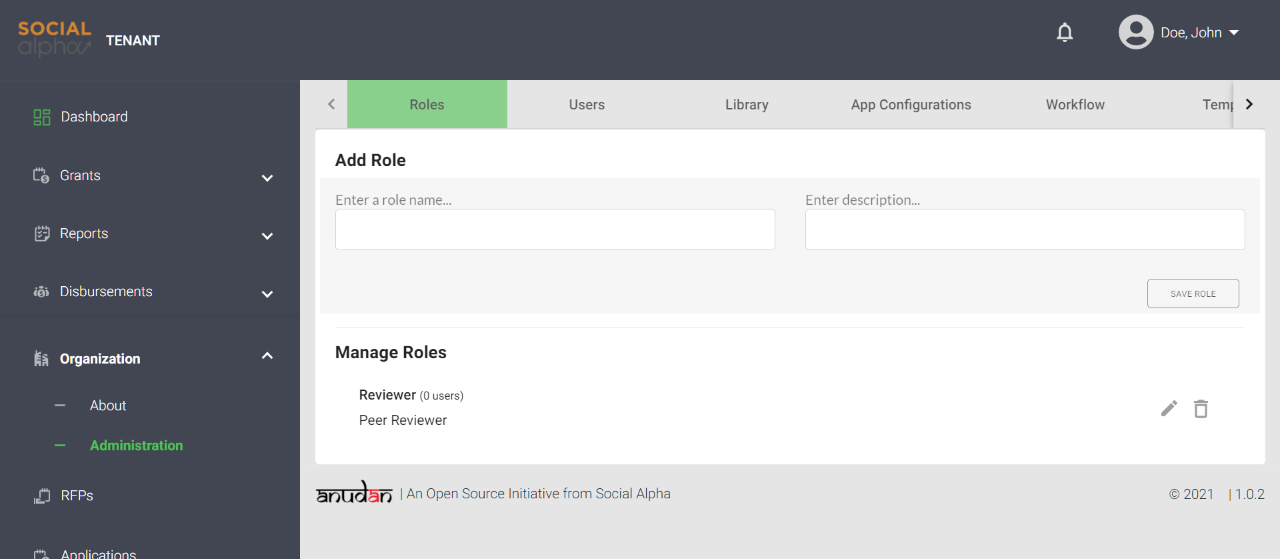 SOCIAL
alpha
TENANT
Doe, John
Dashboard
Grants
Reports
Disbursements
Organization
About
Administration
RFPs
Applications
Roles
Users
Library
App Configurations
Workflow
Temp
Add Role
Enter a role name...
Enter description...
SAVE ROLE
Manage Roles
Reviewer (0 users)
Peer Reviewer
anudan | An Open Source Initiative from Social Alpha
© 2021 | 1.0.2